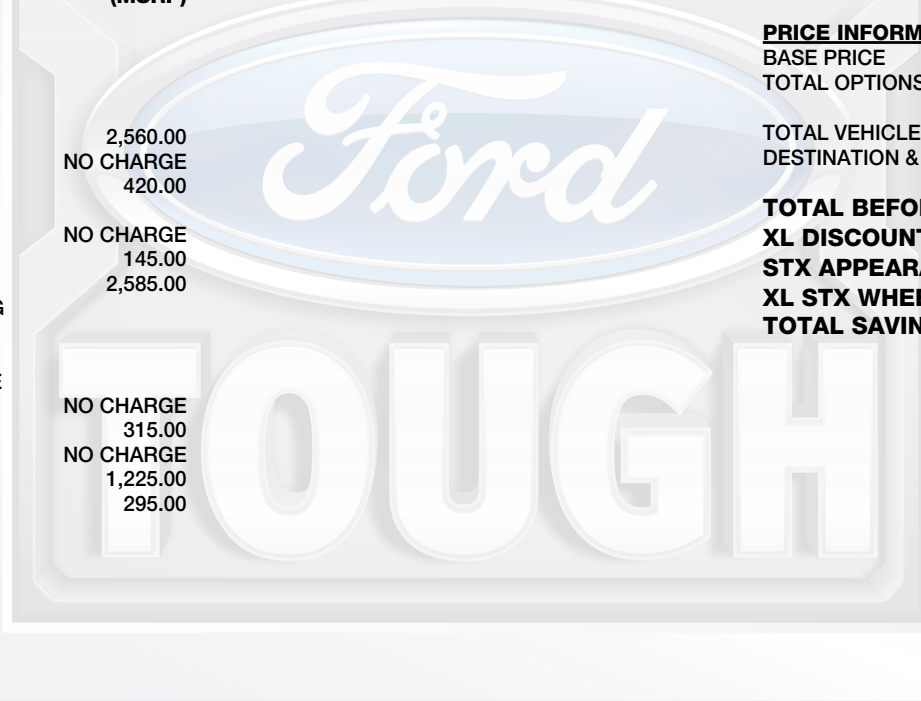 (MSRP)
2,560.00
NO CHARGE
420.00
NO CHARGE
145.00
2,585.00
NO CHARGE
315.00
NO CHARGE
1,225.00
295.00
PRICE INFORM
BASE PRICE
TOTAL OPTIONS
TOTAL VEHICLE
DESTINATION &
TOTAL BEFO
XL DISCOUNT
STX APPEAR
XL STX WHE
TOTAL SAVIN
Ford
TOUGH